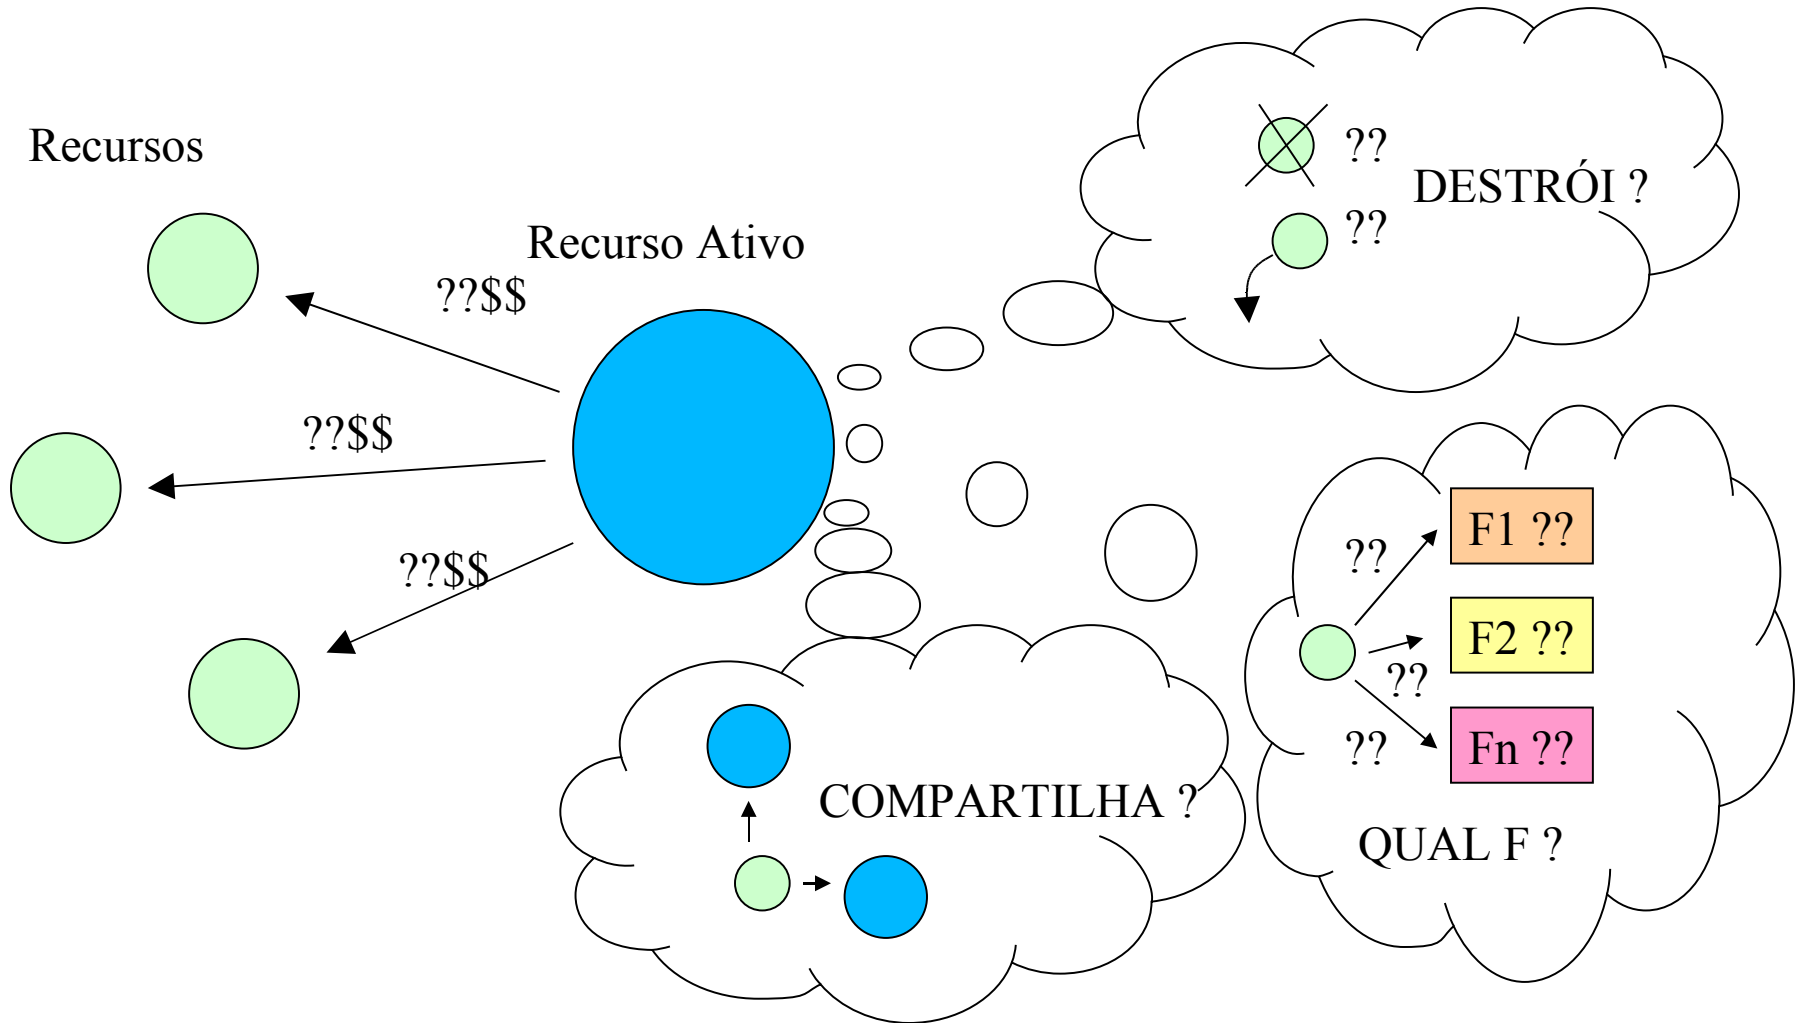 Recursos
Recurso Ativo
??$$
??$$
??$$
??
DESTRÓI ?
??
F1 ??
??
F2 ??
??
Fn ??
??
QUAL F ?
COMPARTILHA ?